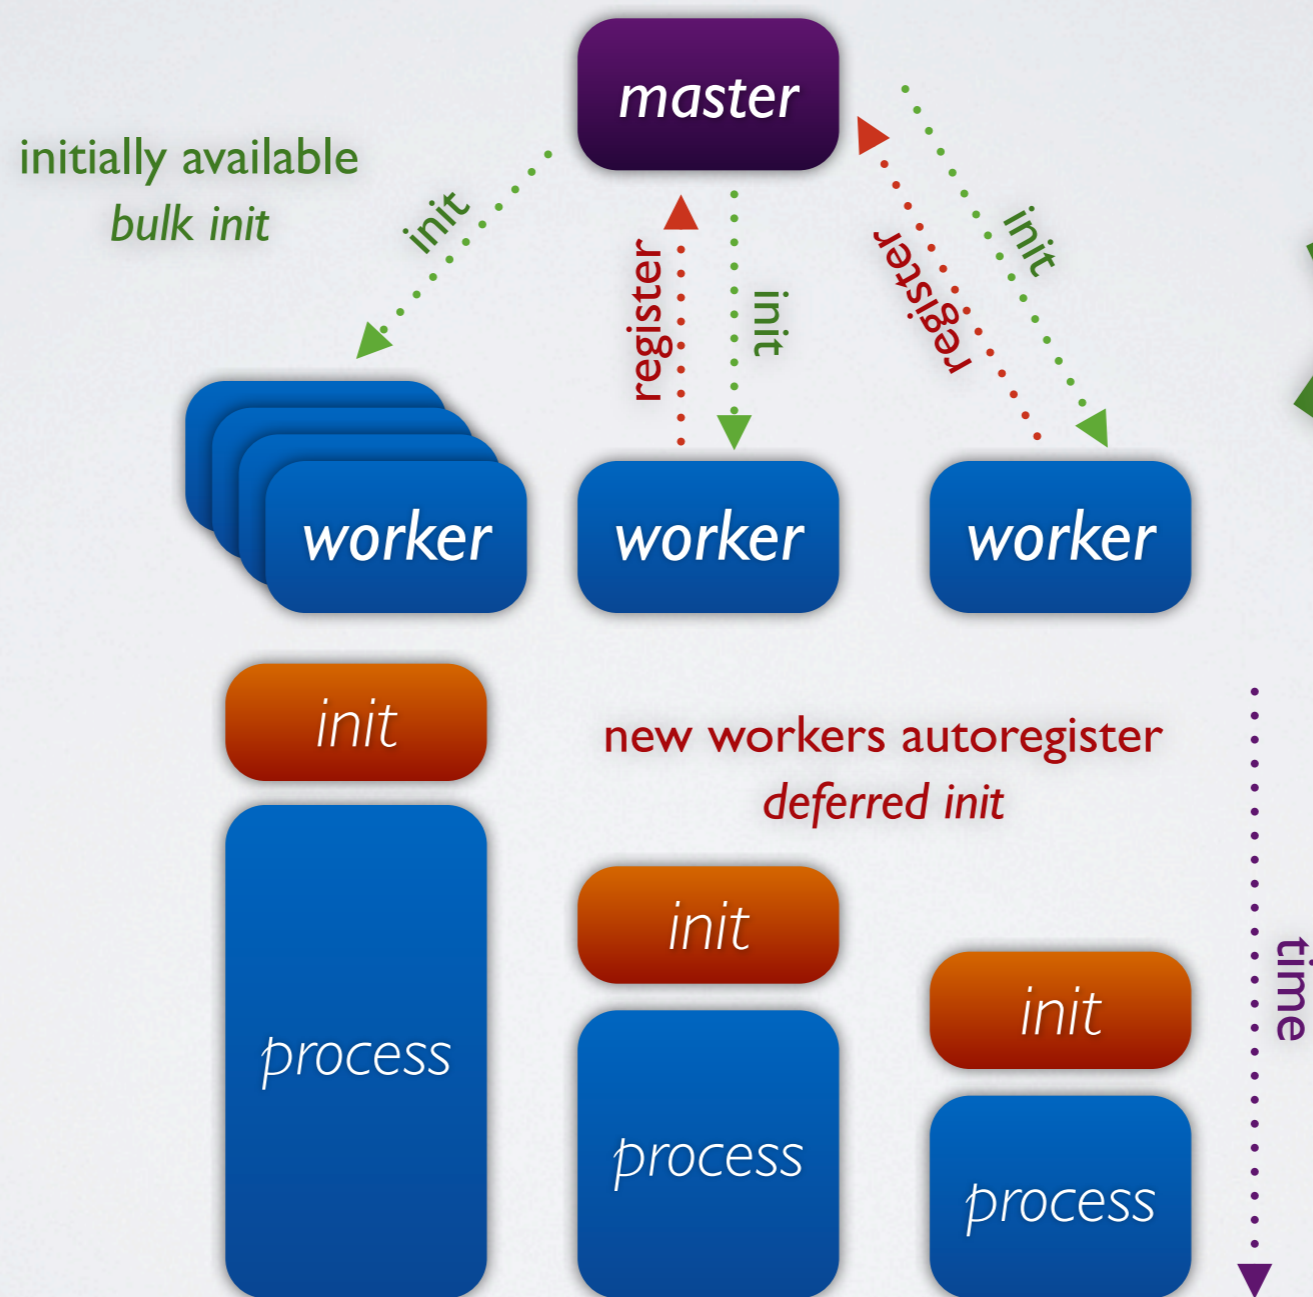 master
initially available
bulk init
init
register
init
register
init
worker
worker
worker
init
new workers autoregister
deferred init
init
init
time
process
process
process